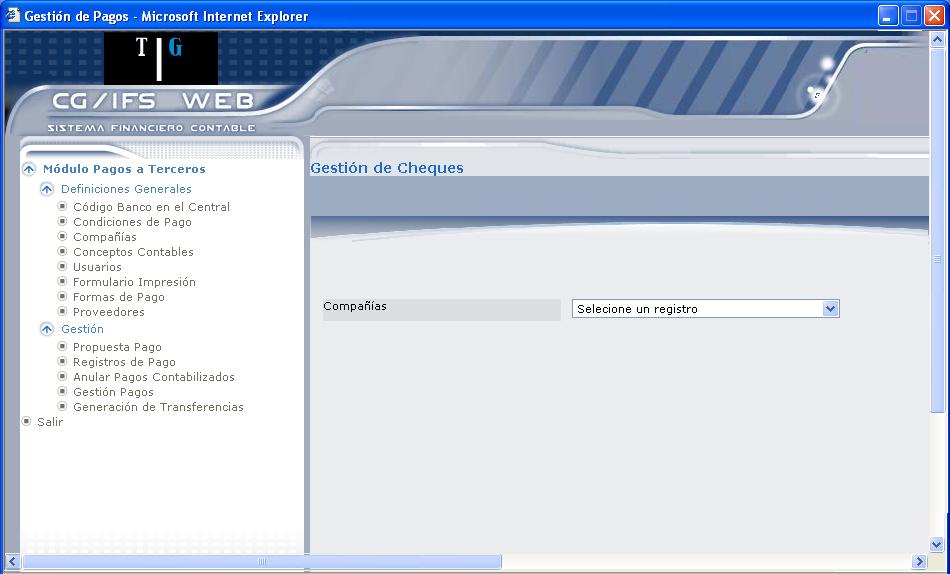 Gestión de Pagos - Microsoft Internet Explorer
T G
CG/IFS WEB
SISTEMA FINANCIERO CONTABLE
Módulo Pagos a Terceros
Definiciones Generales
Código Banco en el Central
Condiciones de Pago
Compañías
Conceptos Contables
Usuarios
Formulario Impresión
Formas de Pago
Proveedores
Gestión
Propuesta Pago
Registros de Pago
Anular Pagos Contabilizados
Gestión Pagos
Generación de Transferencias
Salir
Gestión de Cheques
Compañías
Selecione un registro